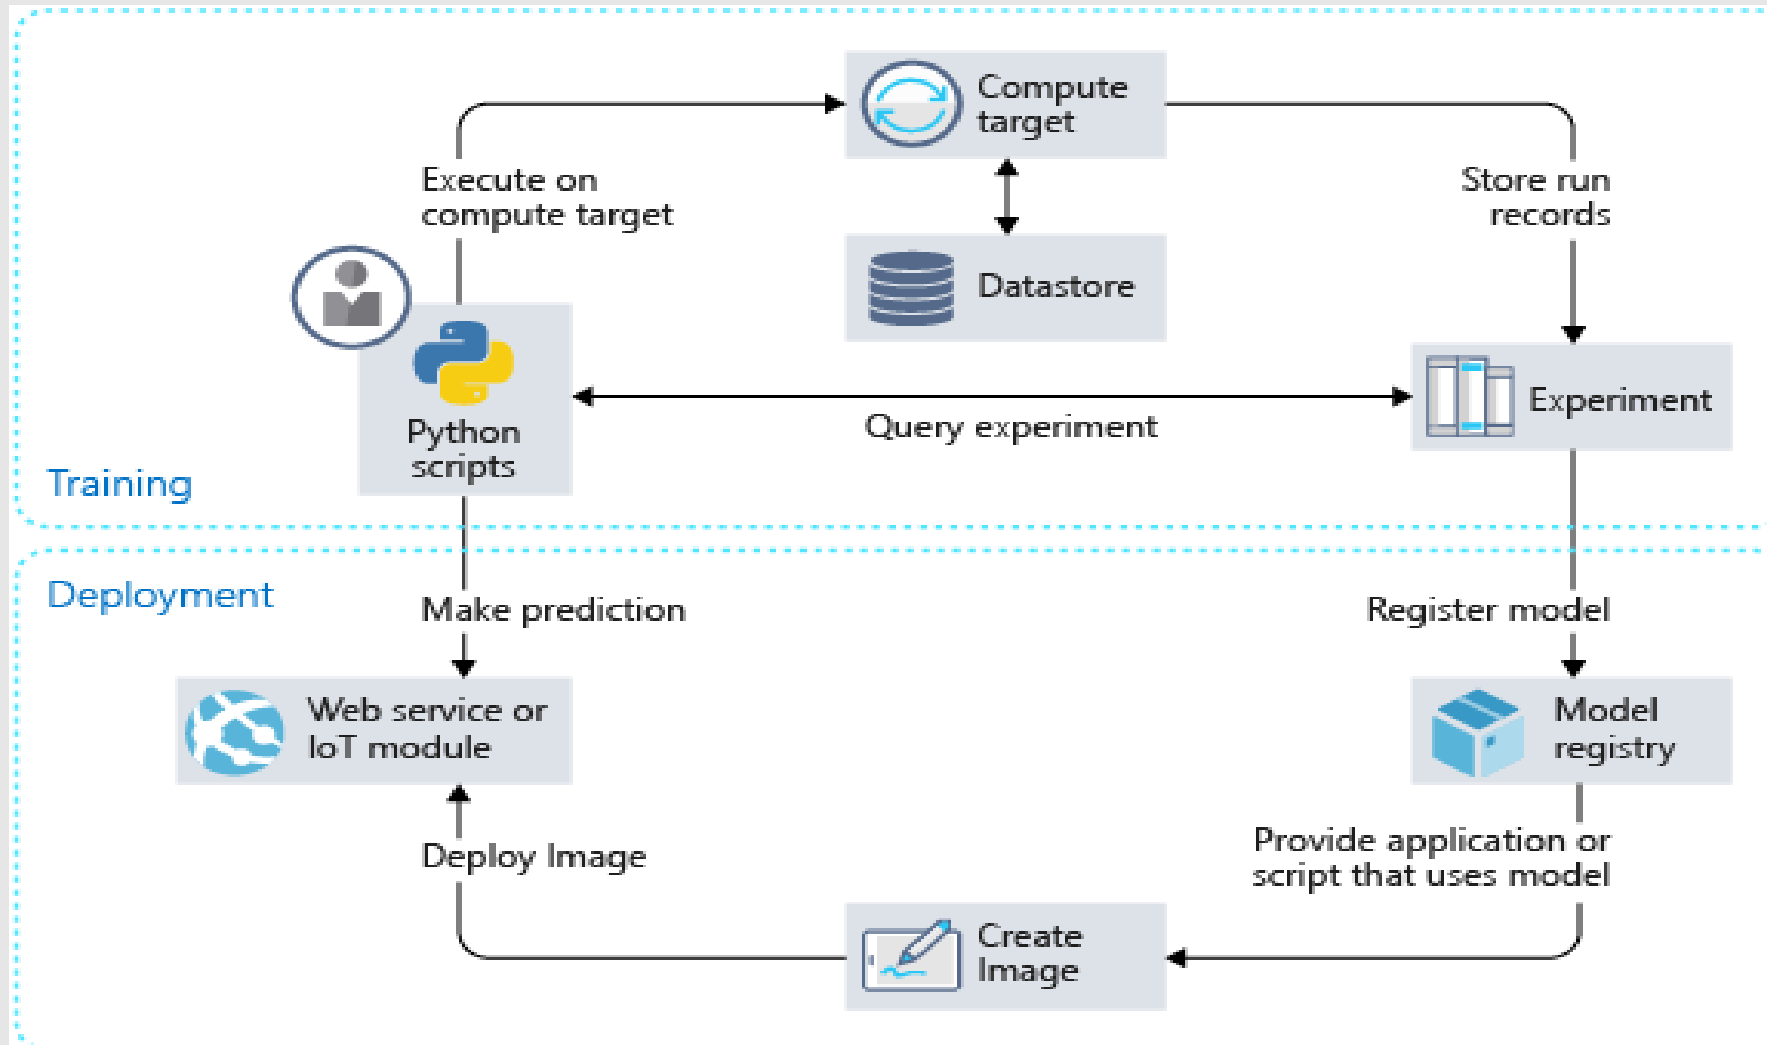 Compute
target
Execute on
compute target
Store run
records
Datastore
Python
scripts
Query experiment
Experiment
Training
Deployment
Make prediction
Register model
Web service or
IoT module
Model
registry
Deploy Image
Provide application or
script that uses model
Create
Image